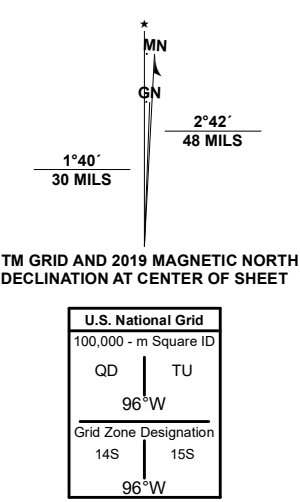 ★
MN
GN
2°42´
48 MILS
1°40´
30 MILS
TM GRID AND 2019 MAGNETIC NORTH
DECLINATION AT CENTER OF SHEET
U.S. National Grid
100,000 - m Square ID
QD TU
96°W
Grid Zone Designation
14S 15S
96°W